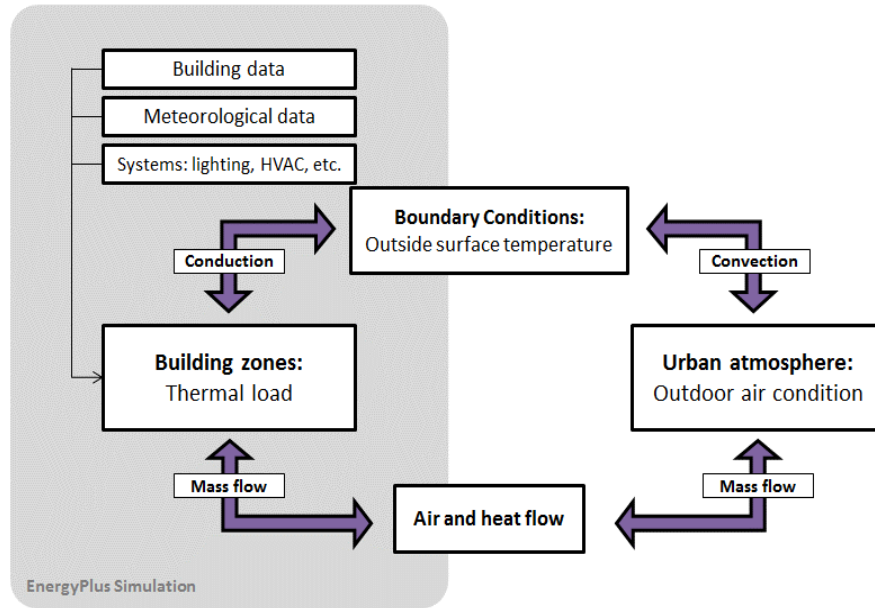 Building data
Meteorological data
Systems: lighting, HVAC, etc.
Boundary Conditions:
Outside surface temperature
Conduction
Convection
Building zones:
Thermal load
Urban atmosphere:
Outdoor air condition
Mass flow
Mass flow
Air and heat flow
EnergyPlus Simulation